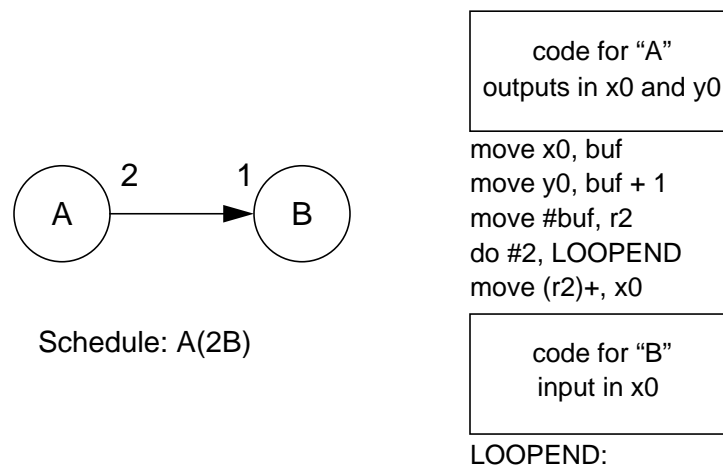 2 1
A B
Schedule: A(2B)
code for “A”
outputs in x0 and y0
move x0, buf
move y0, buf + 1
move #buf, r2
do #2, LOOPEND
move (r2)+, x0
code for “B”
input in x0
LOOPEND: